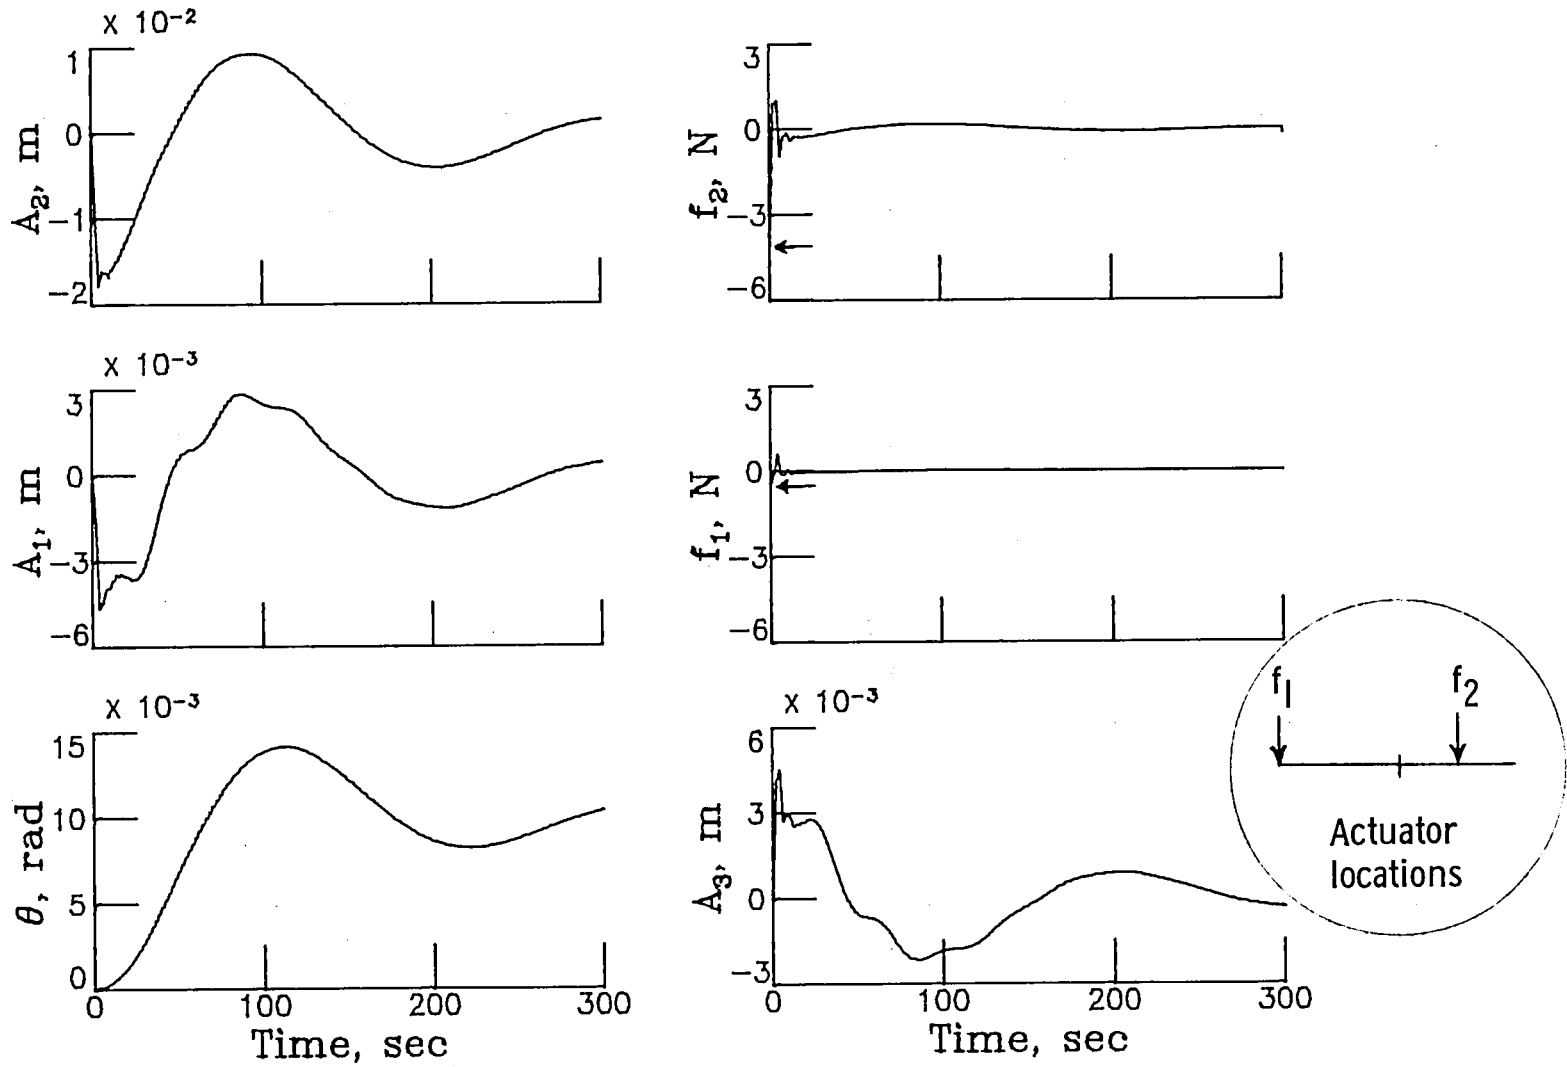 X 10⁻²
1
0
−1
−2
A₂, m
3
0
−3
−6
f₂, N
X 10⁻³
3
0
−3
−6
A₁, m
3
0
−3
−6
f₁, N
X 10⁻³
15
10
5
0
θ, rad
0 100 200 300
Time, sec
X 10⁻³
6
3
0
−3
A₃, m
0 100 200 300
Time, sec
f₁ f₂
Actuator
locations